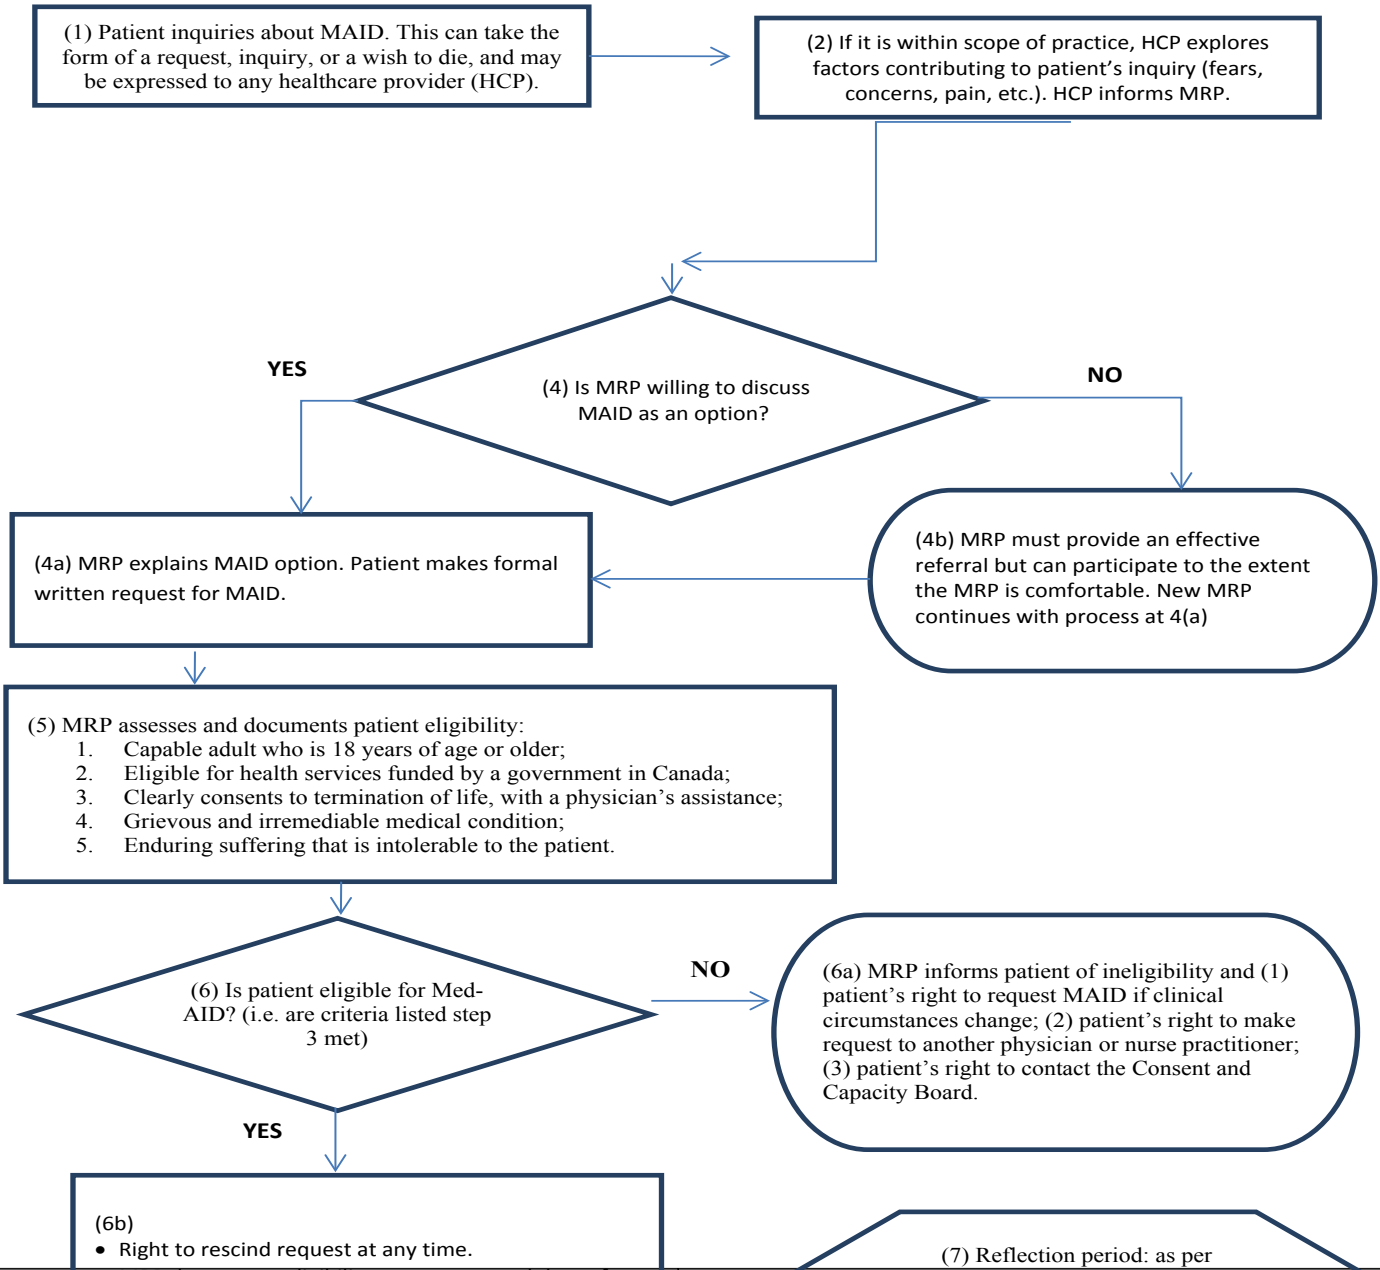 (1) Patient inquiries about MAID. This can take the
form of a request, inquiry, or a wish to die, and may
be expressed to any healthcare provider (HCP).
(2) If it is within scope of practice, HCP explores
factors contributing to patient's inquiry (fears,
concerns, pain, etc.). HCP informs MRP.
YES
(4) Is MRP willing to discuss
MAID as an option?
NO
(4a) MRP explains MAID option. Patient makes formal
written request for MAID.
(4b) MRP must provide an effective
referral but can participate to the extent
the MRP is comfortable. New MRP
continues with process at 4(a)
(5) MRP assesses and documents patient eligibility:
1. Capable adult who is 18 years of age or older;
2. Eligible for health services funded by a government in Canada;
3. Clearly consents to termination of life, with a physician's assistance;
4. Grievous and irremediable medical condition;
5. Enduring suffering that is intolerable to the patient.
(6) Is patient eligible for Med-
AID? (i.e. are criteria listed step
3 met)
NO
(6a) MRP informs patient of ineligibility and (1)
patient's right to request MAID if clinical
circumstances change; (2) patient's right to make
request to another physician or nurse practitioner;
(3) patient's right to contact the Consent and
Capacity Board.
YES
(6b)
• Right to rescind request at any time.
(7) Reflection period: as per